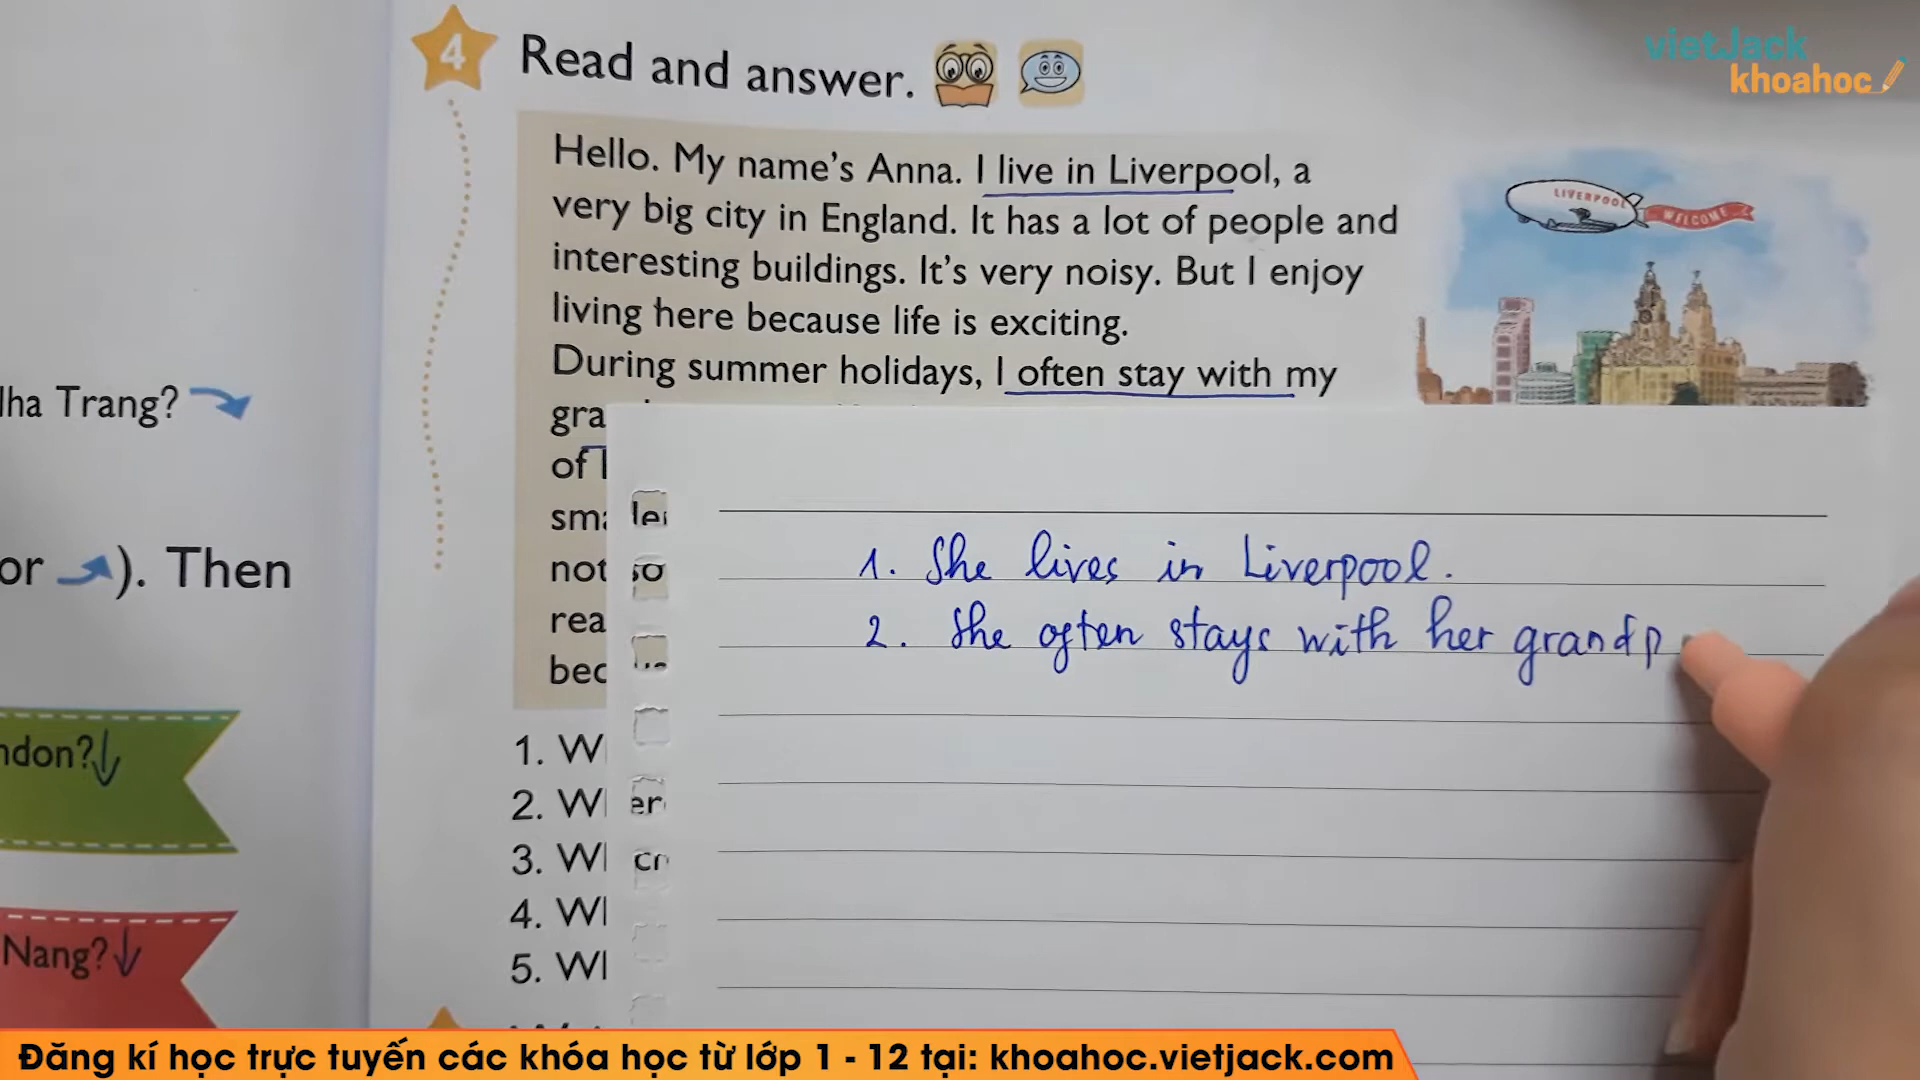 vietJack
khoahoc
4
Read and answer.
Hello. My name's Anna. I live in Liverpool, a
very big city in England. It has a lot of people and
interesting buildings. It's very noisy. But I enjoy
living here because life is exciting.
During summer holidays, I often stay with my
LIVERPOOL
WELCOME
Trang?
of
1. She lives in Liverpool.
2. She often stays with her grandp
not so
or ). Then
1.
2.
3.
4.
5.
Nang?
Đăng kí học trực tuyến các khóa học từ lớp 1 - 12 tại: khoahoc.vietjack.com